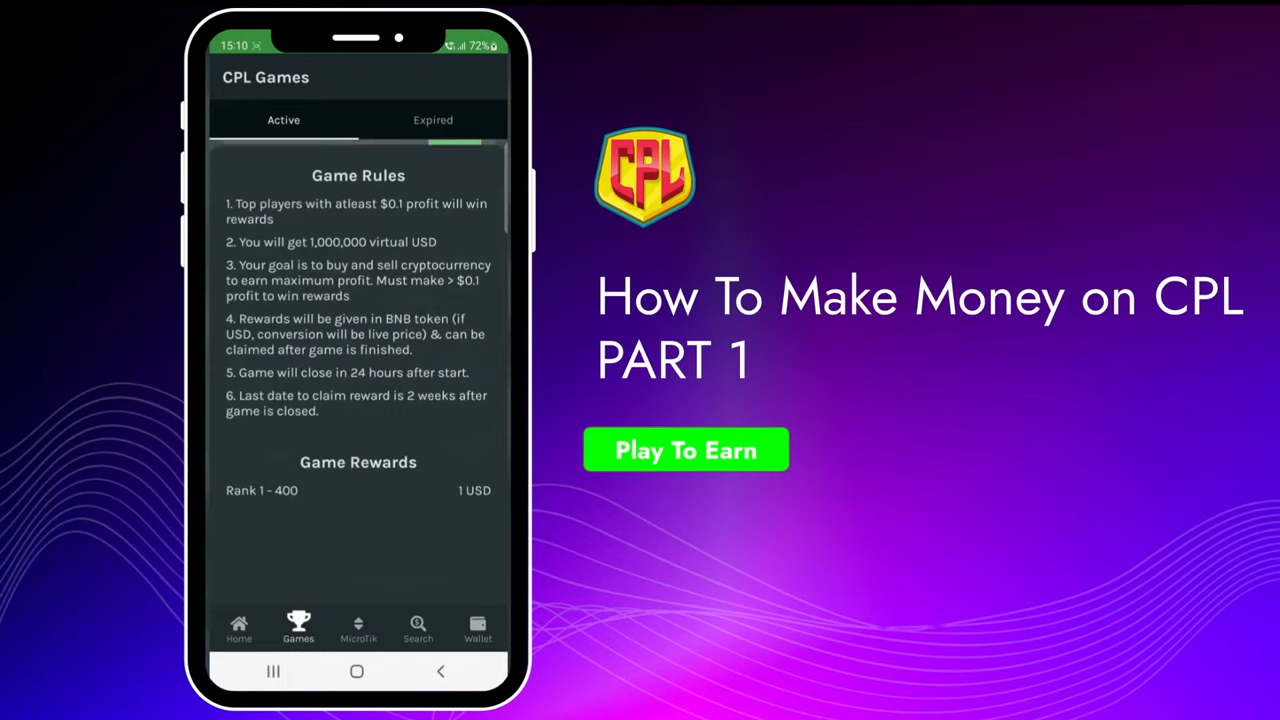 15:10
72%
CPL Games
Active
Expired
Game Rules
1. Top players with atleast $0.1 profit will win
rewards
2. You will get 1,000,000 virtual USD
3. Your goal is to buy and sell cryptocurrency
to earn maximum profit. Must make > $0.1
profit to win rewards
4. Rewards will be given in BNB token (if
USD, conversion will be live price) & can be
claimed after game is finished.
5. Game will close in 24 hours after start.
6. Last date to claim reward is 2 weeks after
game is closed.
Game Rewards
Rank 1 - 400
1 USD
Home
Games
MicroTik
Search
Wallet
CPL
How To Make Money on CPL
PART 1
Play To Earn